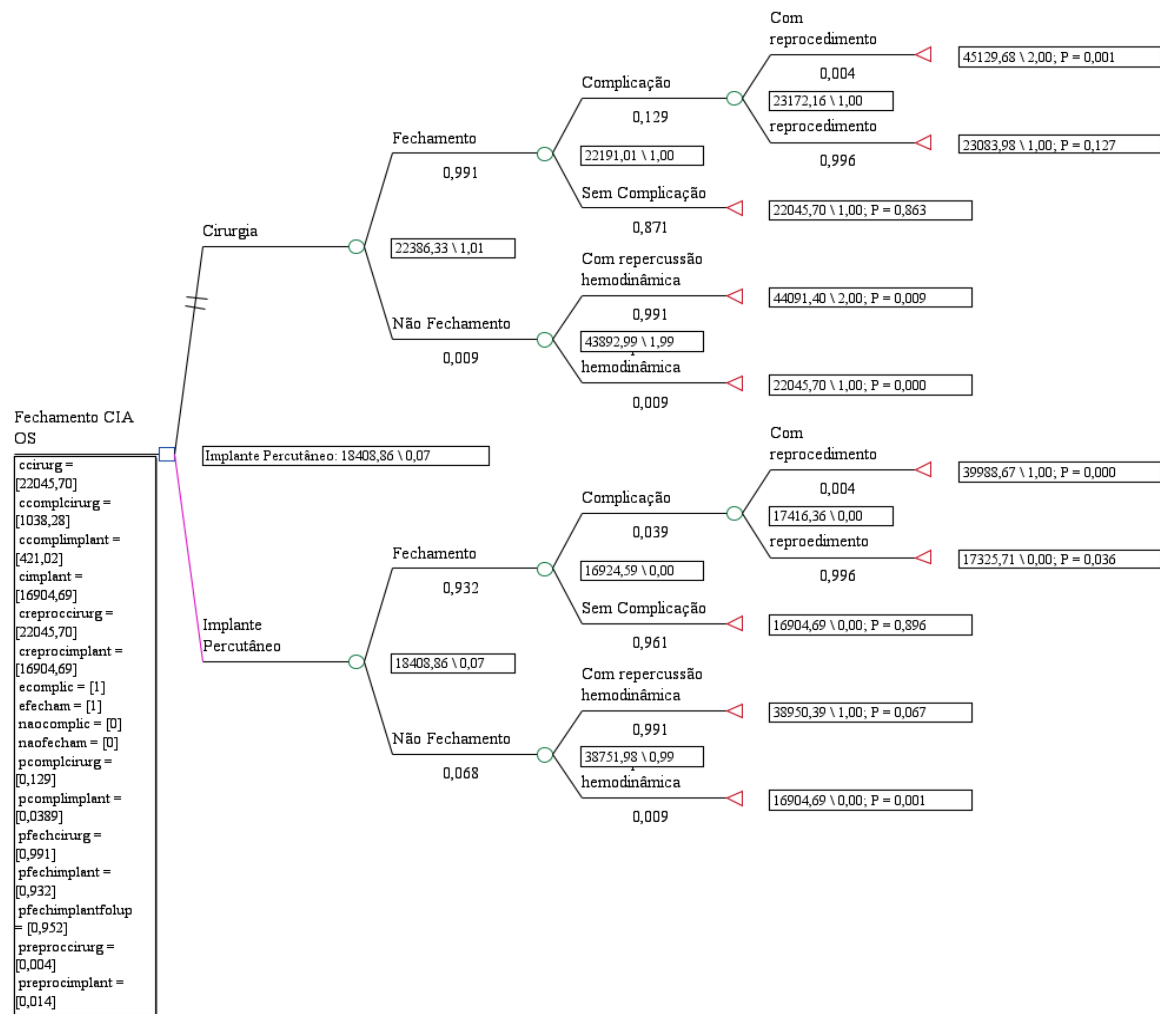 Com
reprocedimento
0,004
45129,68 \ 2,00; P = 0,001
Complicação
0,129
23172,16 \ 1,00
reprocedimento
0,996
23083,98 \ 1,00; P = 0,127
Fechamento
0,991
22191,01 \ 1,00
Sem Complicação
0,871
22045,70 \ 1,00; P = 0,863
Cirurgia
22386,33 \ 1,01
Com repercussão
hemodinâmica
0,991
44091,40 \ 2,00; P = 0,009
Não Fechamento
0,009
43892,99 \ 1,99
hemodinâmica
0,009
22045,70 \ 1,00; P = 0,000
Fechamento CIA
OS
Implante Percutâneo: 18408,86 \ 0,07
ccirurg =
[22045,70]
ccomplcirurg =
[1038,28]
ccomplimplant =
[421,02]
cimplant =
[16904,69]
creproccirurg =
[22045,70]
creprocimplant =
[16904,69]
ecomplic = [1]
efecham = [1]
naocomplic = [0]
naofecham = [0]
pcomplcirurg =
[0,129]
pcomplimplant =
[0,0389]
pfechcirurg =
[0,991]
pfechimplant =
[0,932]
pfechimplantfolup
= [0,952]
preproccirurg =
[0,004]
preprocimplant =
[0,014]
Com
reprocedimento
0,004
39988,67 \ 1,00; P = 0,000
Complicação
0,039
17416,36 \ 0,00
reproedimento
0,996
17325,71 \ 0,00; P = 0,036
Fechamento
0,932
16924,59 \ 0,00
Sem Complicação
0,961
16904,69 \ 0,00; P = 0,896
Implante
Percutâneo
18408,86 \ 0,07
Com repercussão
hemodinâmica
0,991
38950,39 \ 1,00; P = 0,067
Não Fechamento
0,068
38751,98 \ 0,99
hemodinâmica
0,009
16904,69 \ 0,00; P = 0,001